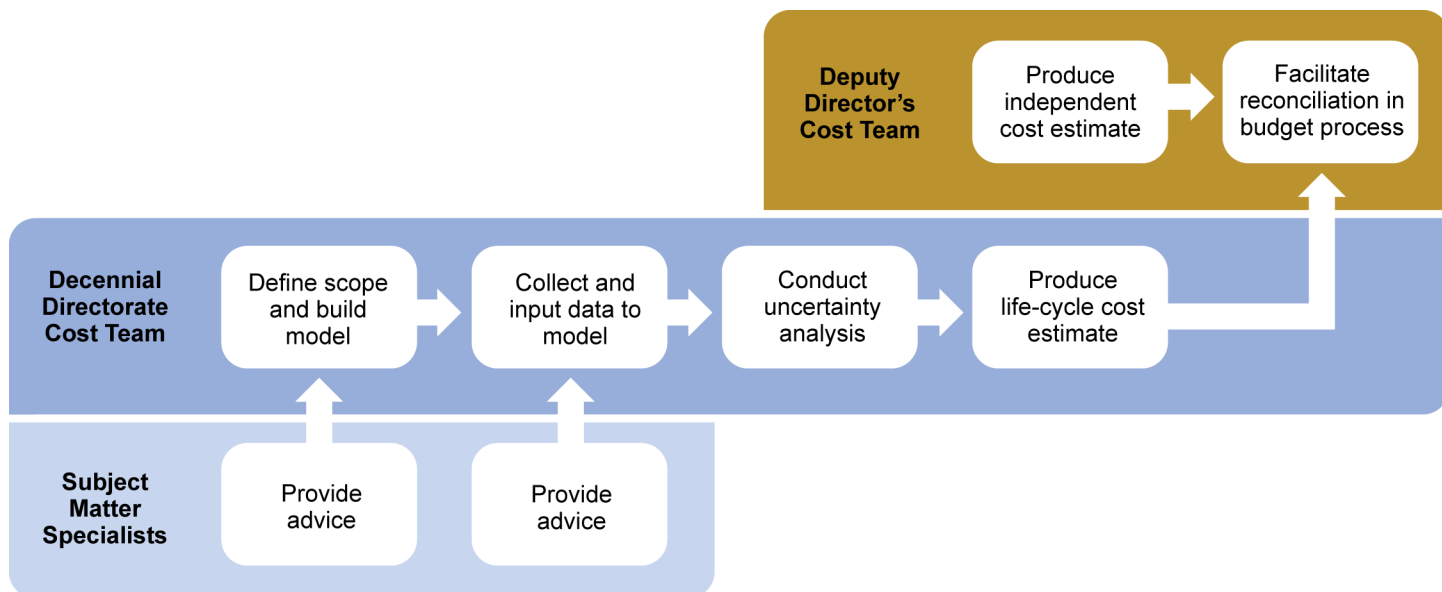 Deputy
Director’s
Cost Team
Produce
independent
cost estimate
Facilitate
reconciliation in
budget process
Decennial
Directorate
Cost Team
Define scope
and build
model
Collect and
input data to
model
Conduct
uncertainty
analysis
Produce
life-cycle cost
estimate
Subject
Matter
Specialists
Provide
advice
Provide
advice